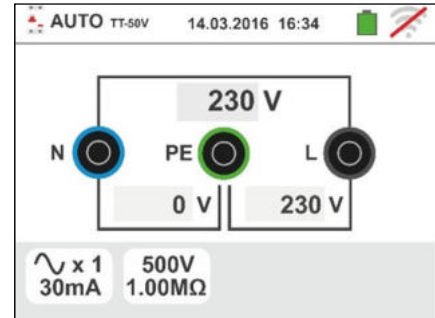 AUTO TT-50V 14.03.2016 16:34
230 V
N PE L
0 V 230 V
∿ x 1 500V
30mA 1.00MΩ